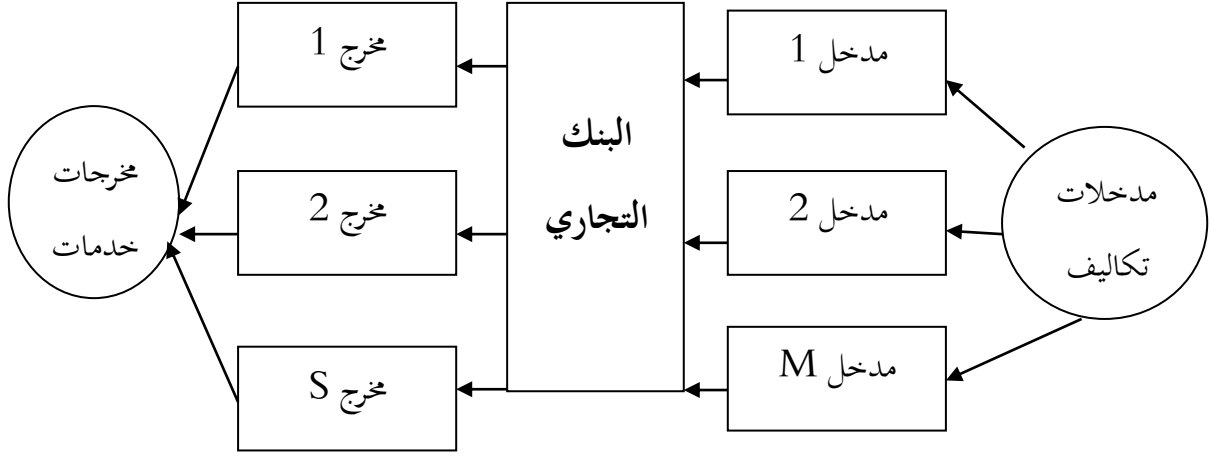 مدخلات
تكاليف
مدخل 1
مدخل 2
مدخل M
البنك
التجاري
مخرج 1
مخرج 2
مخرج S
مخرجات
خدمات